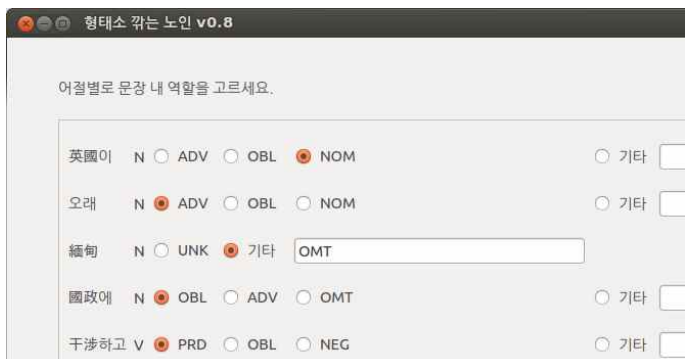 형태소 깎는 노인 v0.8
어절별로 문장 내 역할을 고르세요.
英國이 N ADV OBL NOM 기타
오래 N ADV OBL NOM 기타
緬甸 N UNK 기타 OMT
國政에 N OBL ADV OMT 기타
干涉하고 V PRD OBL NEG 기타